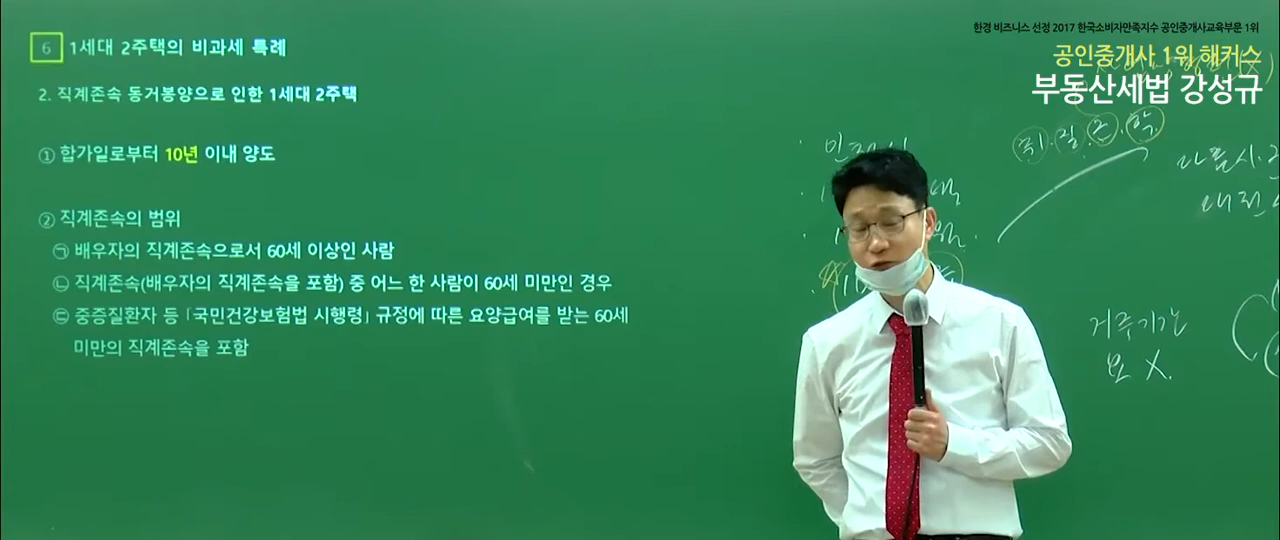 한경 비즈니스 선정 2017 한국소비자만족지수 공인중개사교육부문 1위
공인중개사 1위 해커스
부동산세법 강성규
6 1세대 2주택의 비과세 특례
2. 직계존속 동거봉양으로 인한 1세대 2주택
① 합가일로부터 10년 이내 양도
② 직계존속의 범위
㉠ 배우자의 직계존속으로서 60세 이상인 사람
㉡ 직계존속(배우자의 직계존속을 포함) 중 어느 한 사람이 60세 미만인 경우
㉢ 중증질환자 등 「국민건강보험법 시행령」 규정에 따른 요양급여를 받는 60세
미만의 직계존속을 포함
취. 질. 근. 학.
거주기간
보 X.